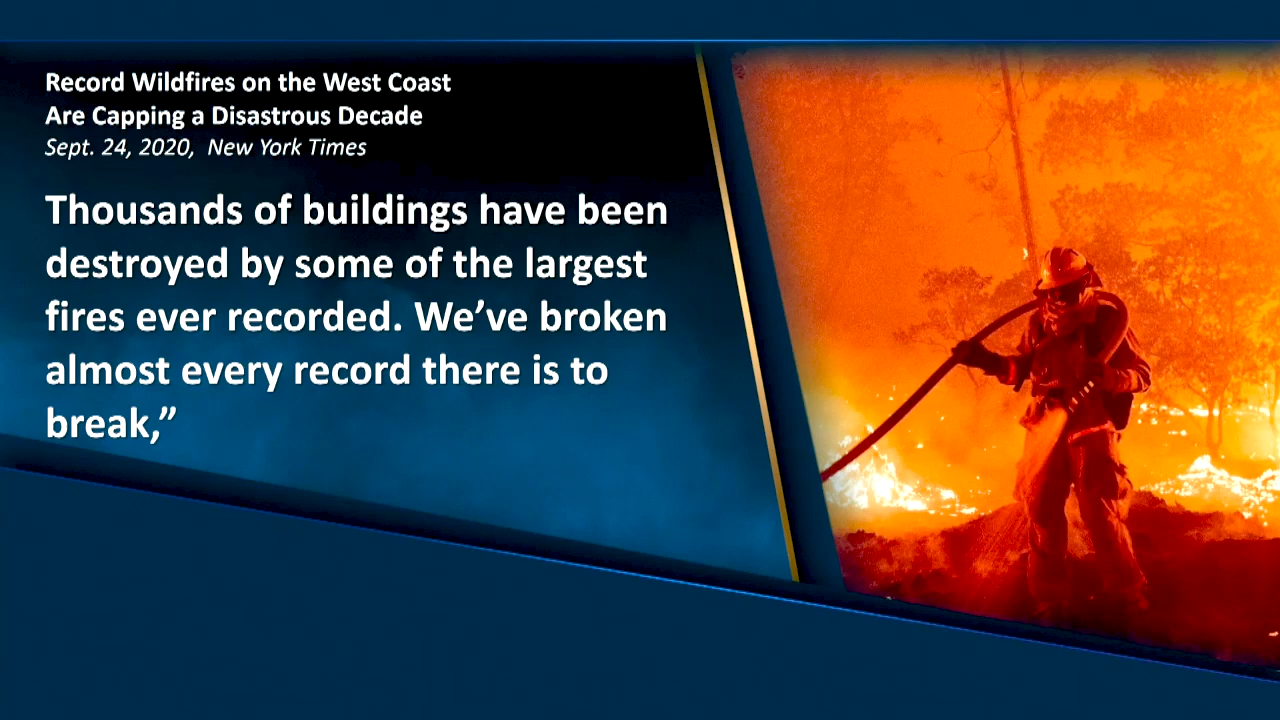 Record Wildfires on the West Coast
Are Capping a Disastrous Decade
Sept. 24, 2020,  New York Times
Thousands of buildings have been
destroyed by some of the largest
fires ever recorded. We’ve broken
almost every record there is to
break,”